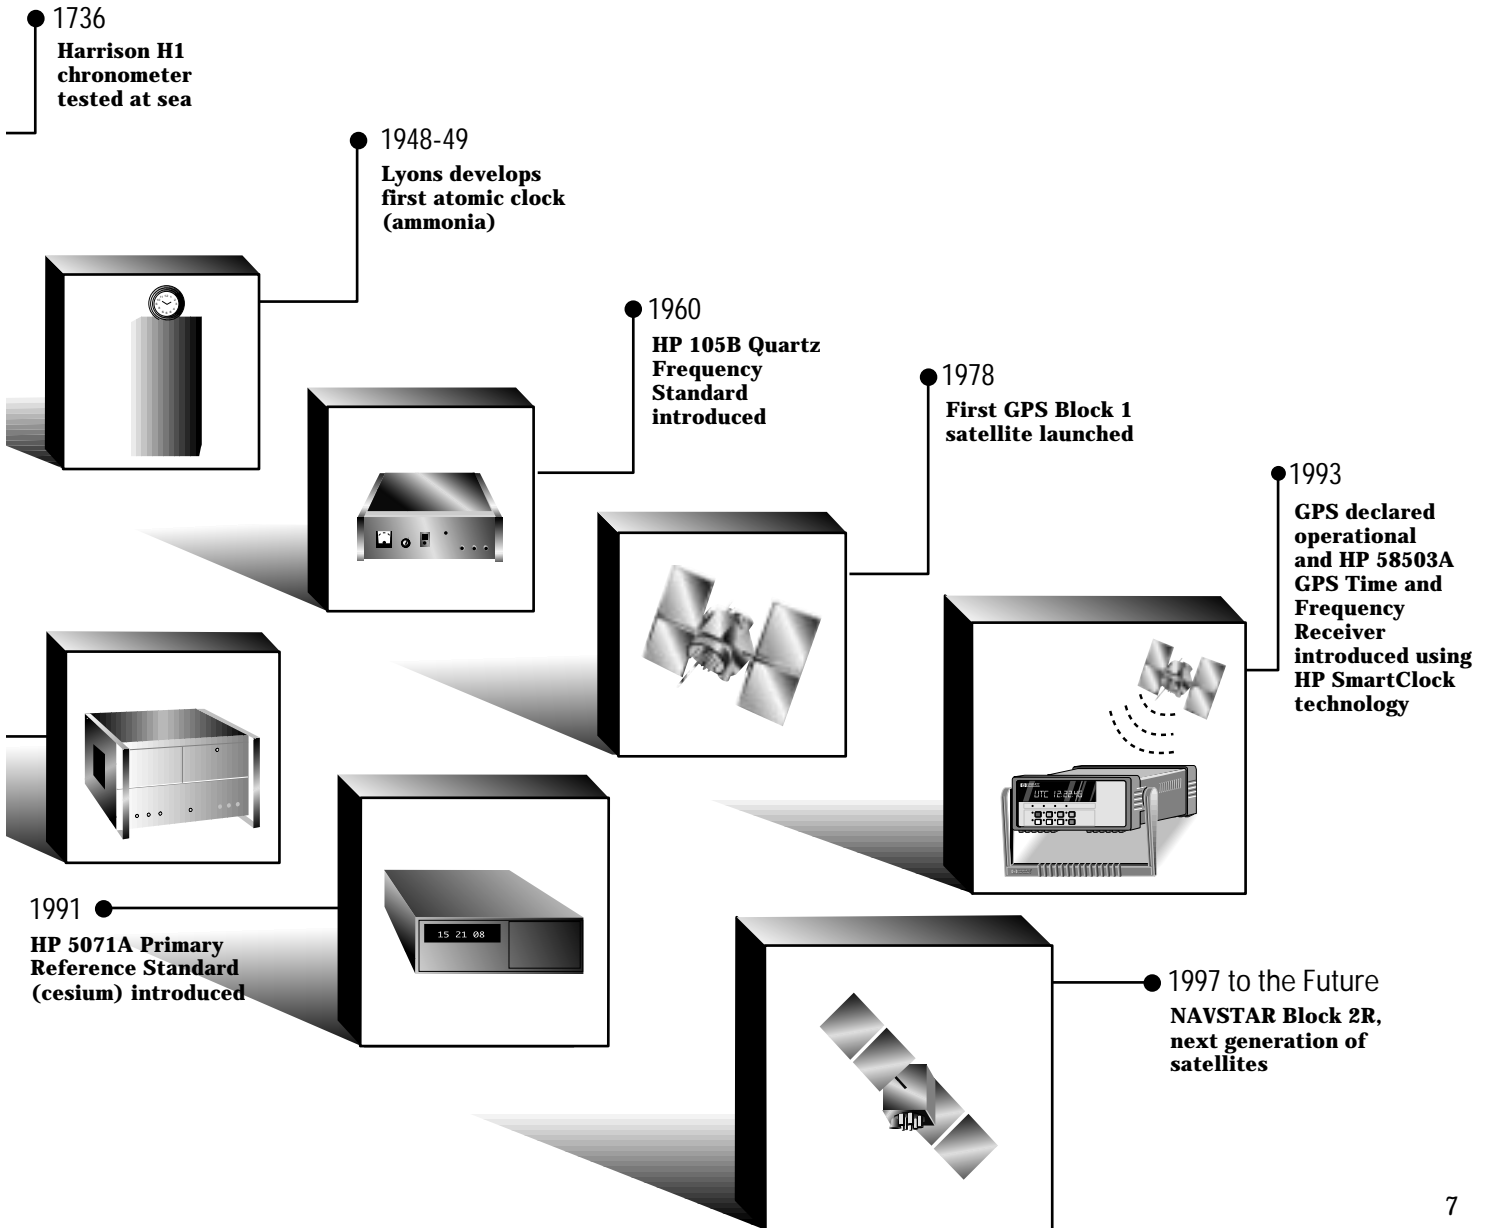 1736
Harrison H1
chronometer
tested at sea
1948-49
Lyons develops
first atomic clock
(ammonia)
1960
HP 105B Quartz
Frequency
Standard
introduced
1978
First GPS Block 1
satellite launched
1993
GPS declared
operational
and HP 58503A
GPS Time and
Frequency
Receiver
introduced using
HP SmartClock
technology
UTC 12:22:43
15 21 08
1991
HP 5071A Primary
Reference Standard
(cesium) introduced
1997 to the Future
NAVSTAR Block 2R,
next generation of
satellites
7